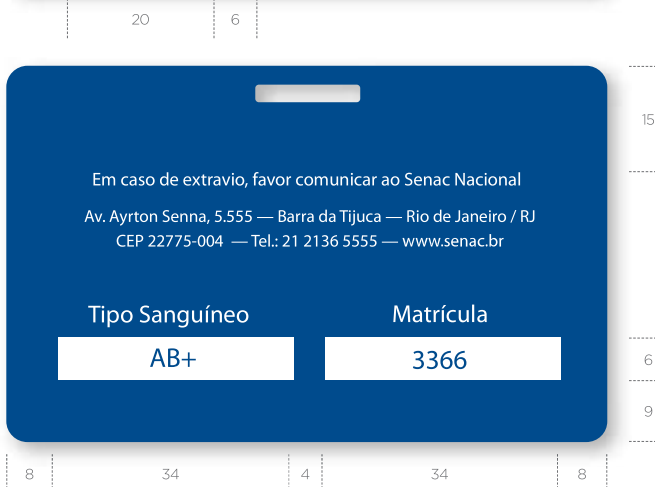 20 6
15
Em caso de extravio, favor comunicar ao Senac Nacional
Av. Ayrton Senna, 5.555 — Barra da Tijuca — Rio de Janeiro / RJ
CEP 22775-004 — Tel.: 21 2136 5555 — www.senac.br
Tipo Sanguíneo Matrícula
AB+ 3366
6
9
8 34 4 34 8